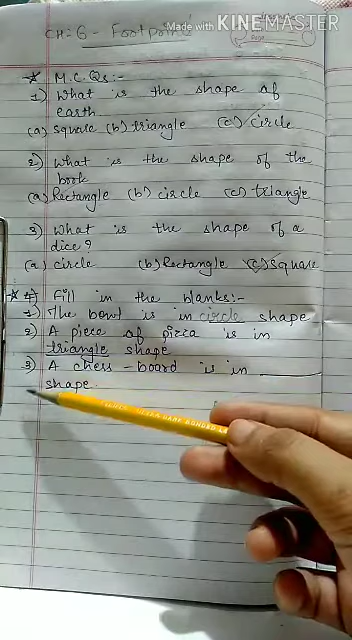 Made with KINEMASTER
CH:- 6 - Footprints
Page
* M.C.Qs:-
1) What is the shape of
earth
(a) square (b) triangle (c) circle
2) what is the shape of the
book
(a) Rectangle (b) circle (c) triangle
3) what is the shape of a
dice?
(a) circle (b) Rectangle (c) square
* Fill in the blanks:-
1) The bowl is in circle shape
2) A piece of pizza is in
triangle shape
3) A chess - board is in ______
shape.